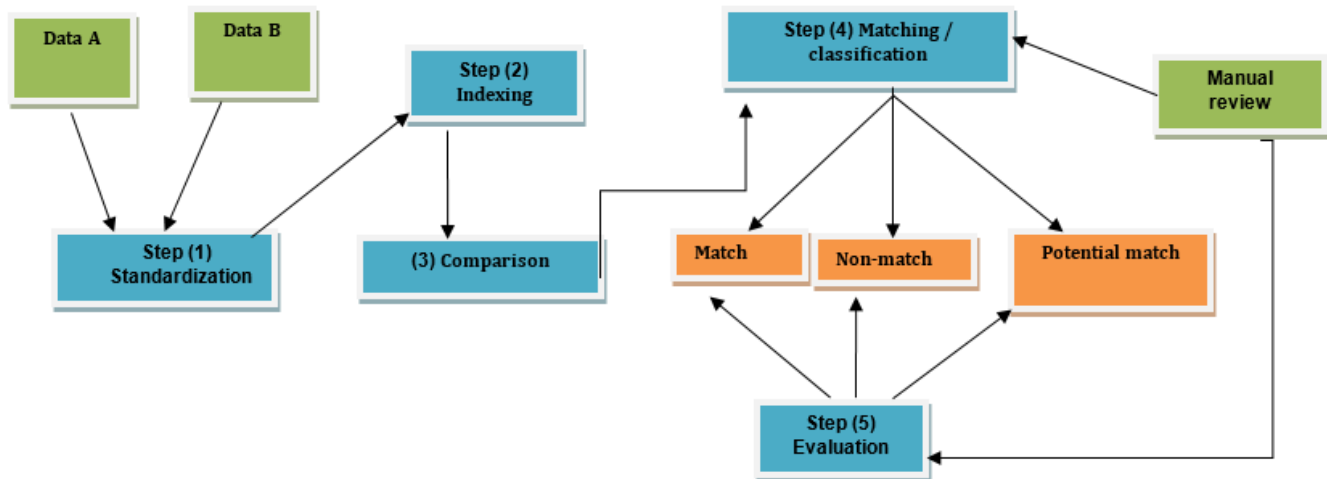 Data A
Data B
Step (2)
Indexing
Step (4) Matching /
classification
Manual
review
Step (1)
Standardization
(3) Comparison
Match
Non-match
Potential match
Step (5)
Evaluation